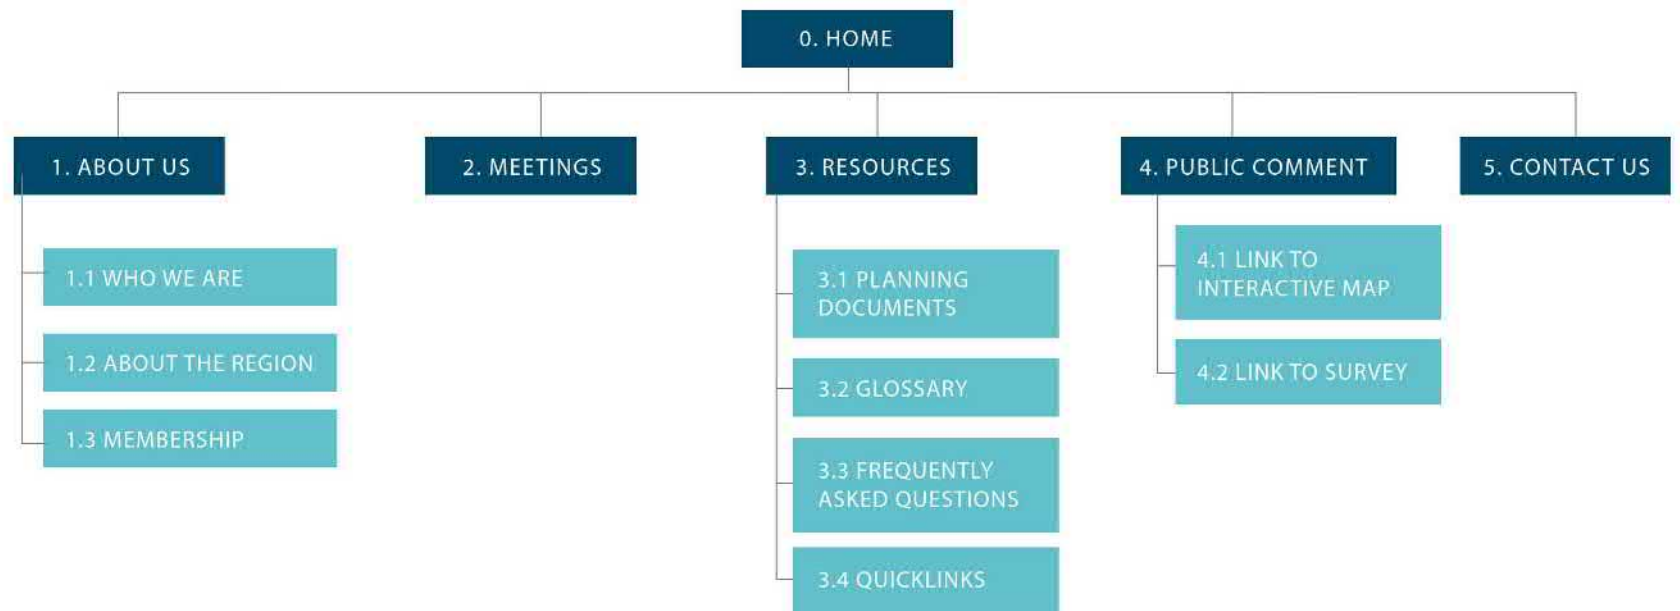 0. HOME
1. ABOUT US
2. MEETINGS
3. RESOURCES
4. PUBLIC COMMENT
5. CONTACT US
1.1 WHO WE ARE
1.2 ABOUT THE REGION
1.3 MEMBERSHIP
3.1 PLANNING
DOCUMENTS
3.2 GLOSSARY
3.3 FREQUENTLY
ASKED QUESTIONS
3.4 QUICKLINKS
4.1 LINK TO
INTERACTIVE MAP
4.2 LINK TO SURVEY